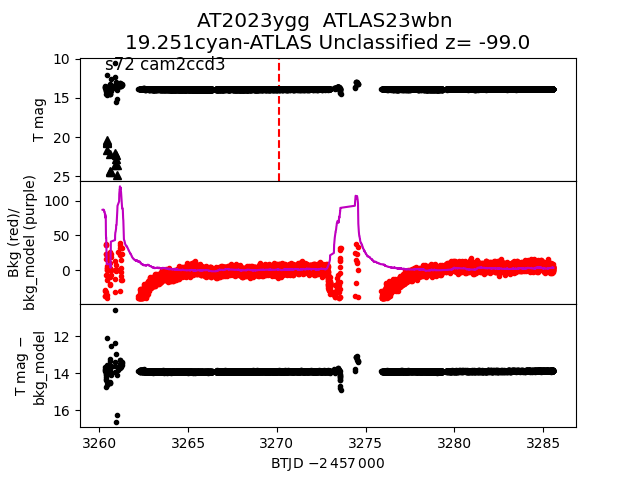 AT2023ygg  ATLAS23wbn
19.251cyan-ATLAS Unclassified z= -99.0
s72 cam2ccd3
T mag
10
15
20
25
Bkg (red)/
bkg_model (purple)
100
50
0
T mag −
bkg_model
12
14
16
3260
3265
3270
3275
3280
3285
BTJD −2 457 000